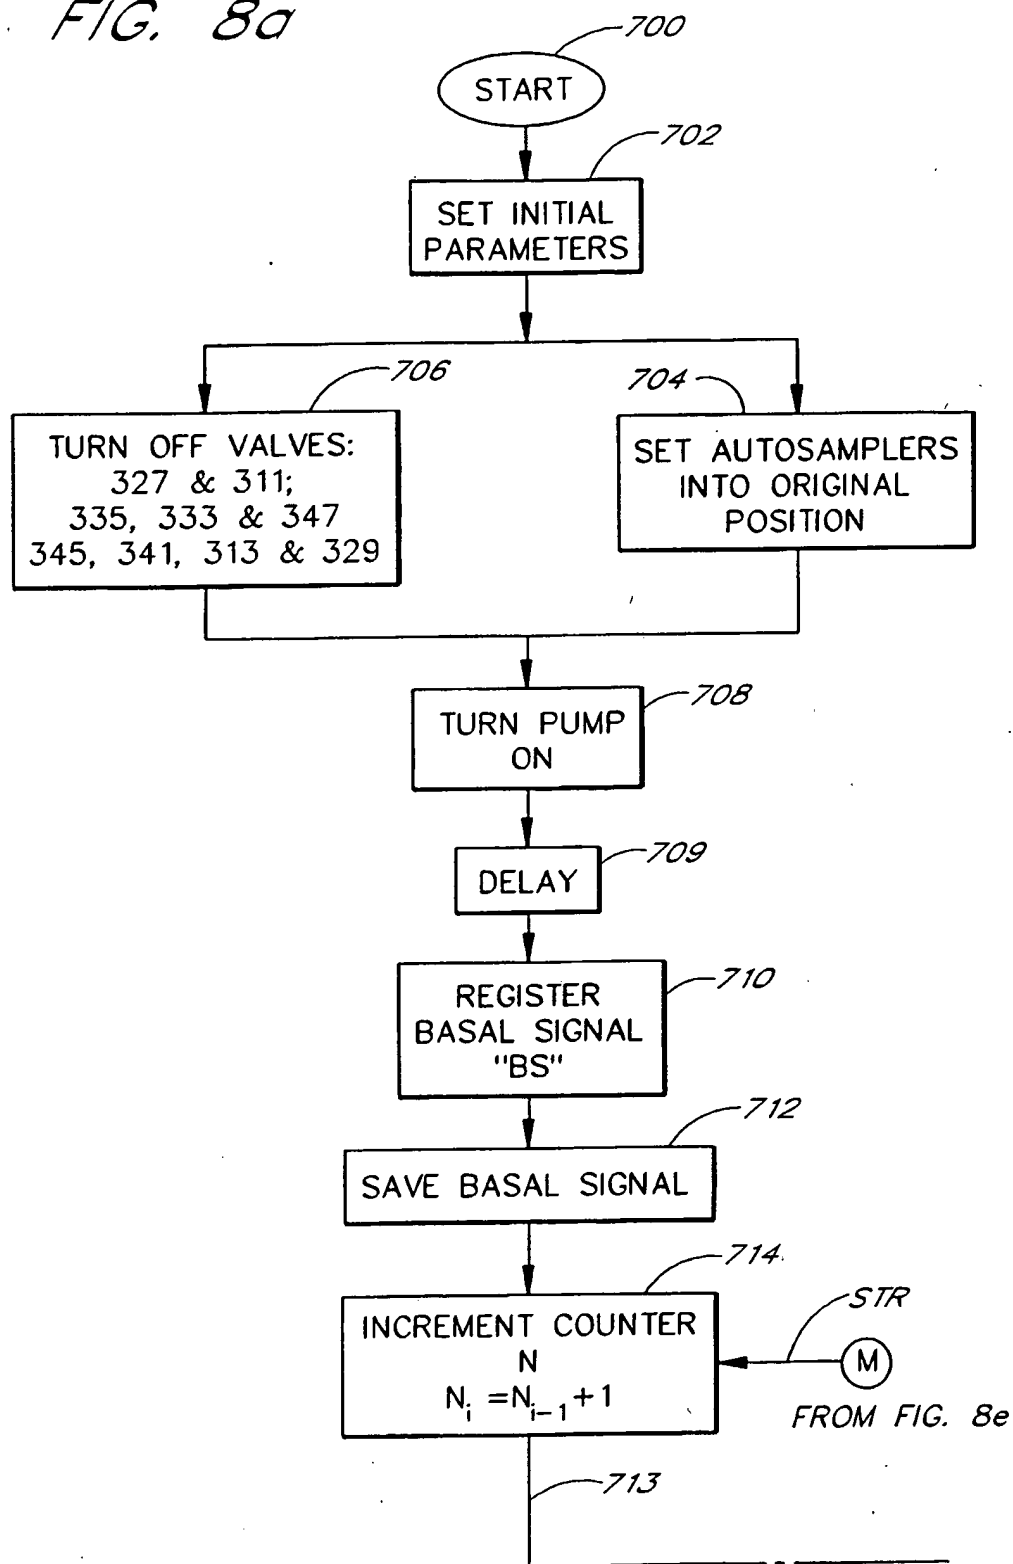 FIG. 8a
700
START
702
SET INITIAL
PARAMETERS
706
TURN OFF VALVES:
327 & 311;
335, 333 & 347
345, 341, 313 & 329
704
SET AUTOSAMPLERS
INTO ORIGINAL
POSITION
708
TURN PUMP
ON
709
DELAY
710
REGISTER
BASAL SIGNAL
"BS"
712
SAVE BASAL SIGNAL
714
INCREMENT COUNTER
N
N_i = N_{i-1} + 1
STR
M
FROM FIG. 8e
713